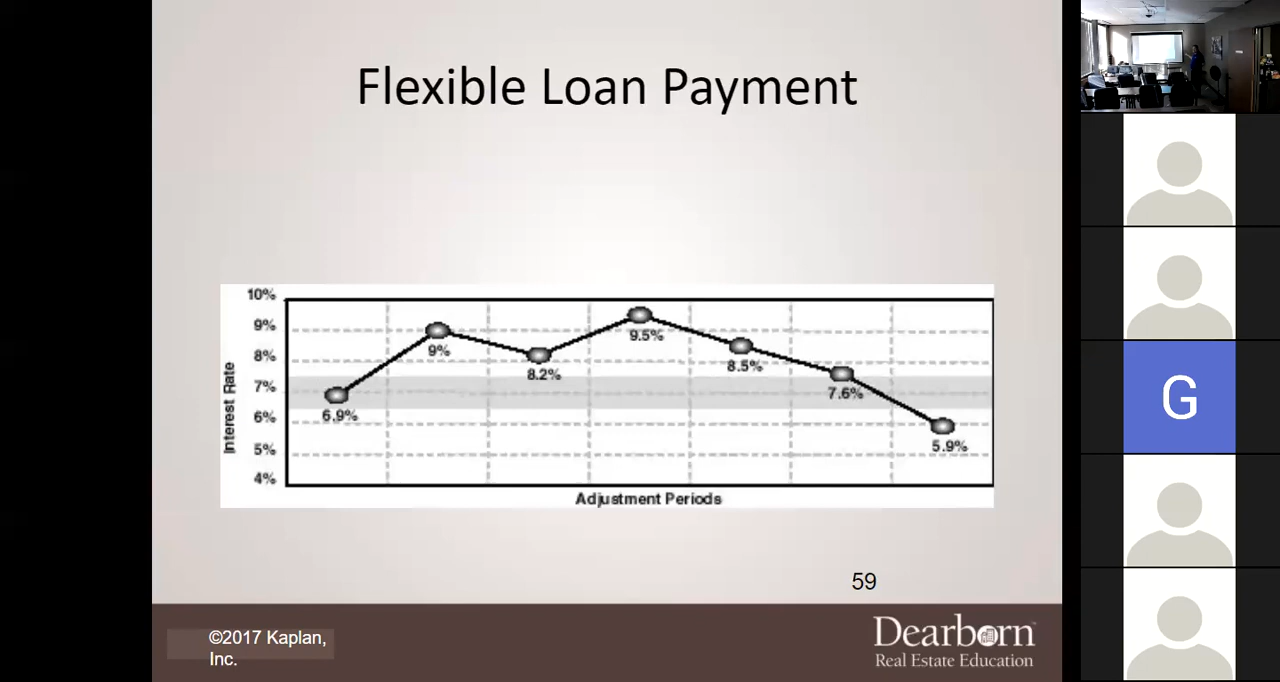 Flexible Loan Payment
10%
9%
8%
7%
6%
5%
4%
Interest Rate
6.9%
9%
8.2%
9.5%
8.5%
7.6%
5.9%
Adjustment Periods
59
©2017 Kaplan,
Inc.
Dearborn
Real Estate Education
G